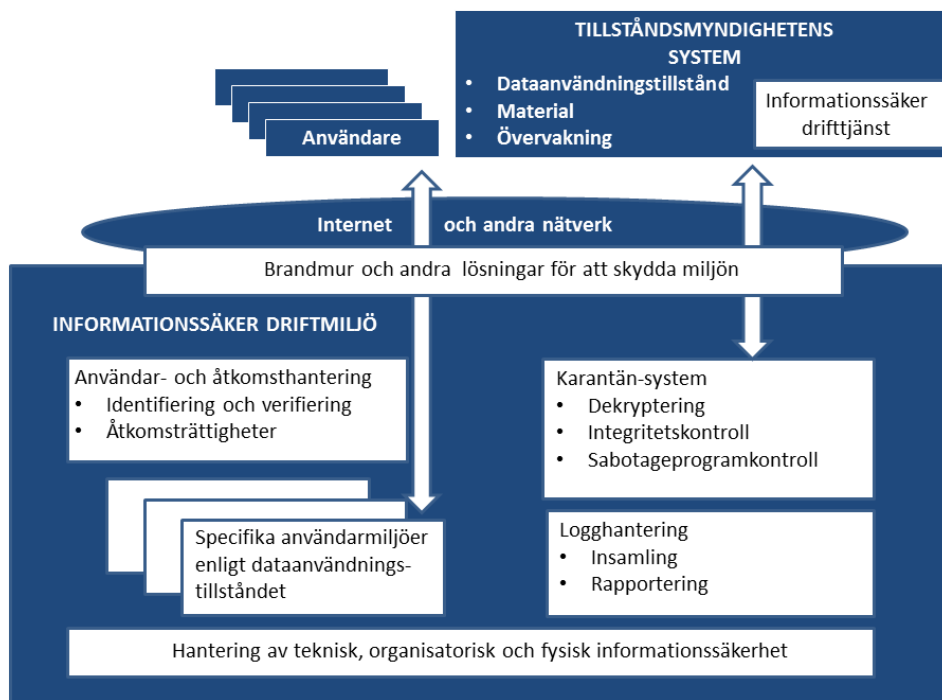 TILLSTÅNDSMYNDIGHETENS
SYSTEM
• Dataanvändningstillstånd
• Material
• Övervakning
Informationssäker
drifttjänst
Användare
Internet och andra nätverk
Brandmur och andra lösningar för att skydda miljön
INFORMATIONSSÄKER DRIFTMILJÖ
Användar- och åtkomsthantering
• Identifiering och verifiering
• Åtkomsträttigheter
Karantän-system
• Dekryptering
• Integritetskontroll
• Sabotageprogramkontroll
Specifika användarmiljöer
enligt dataanvändnings-
tillståndet
Logghantering
• Insamling
• Rapportering
Hantering av teknisk, organisatorisk och fysisk informationssäkerhet